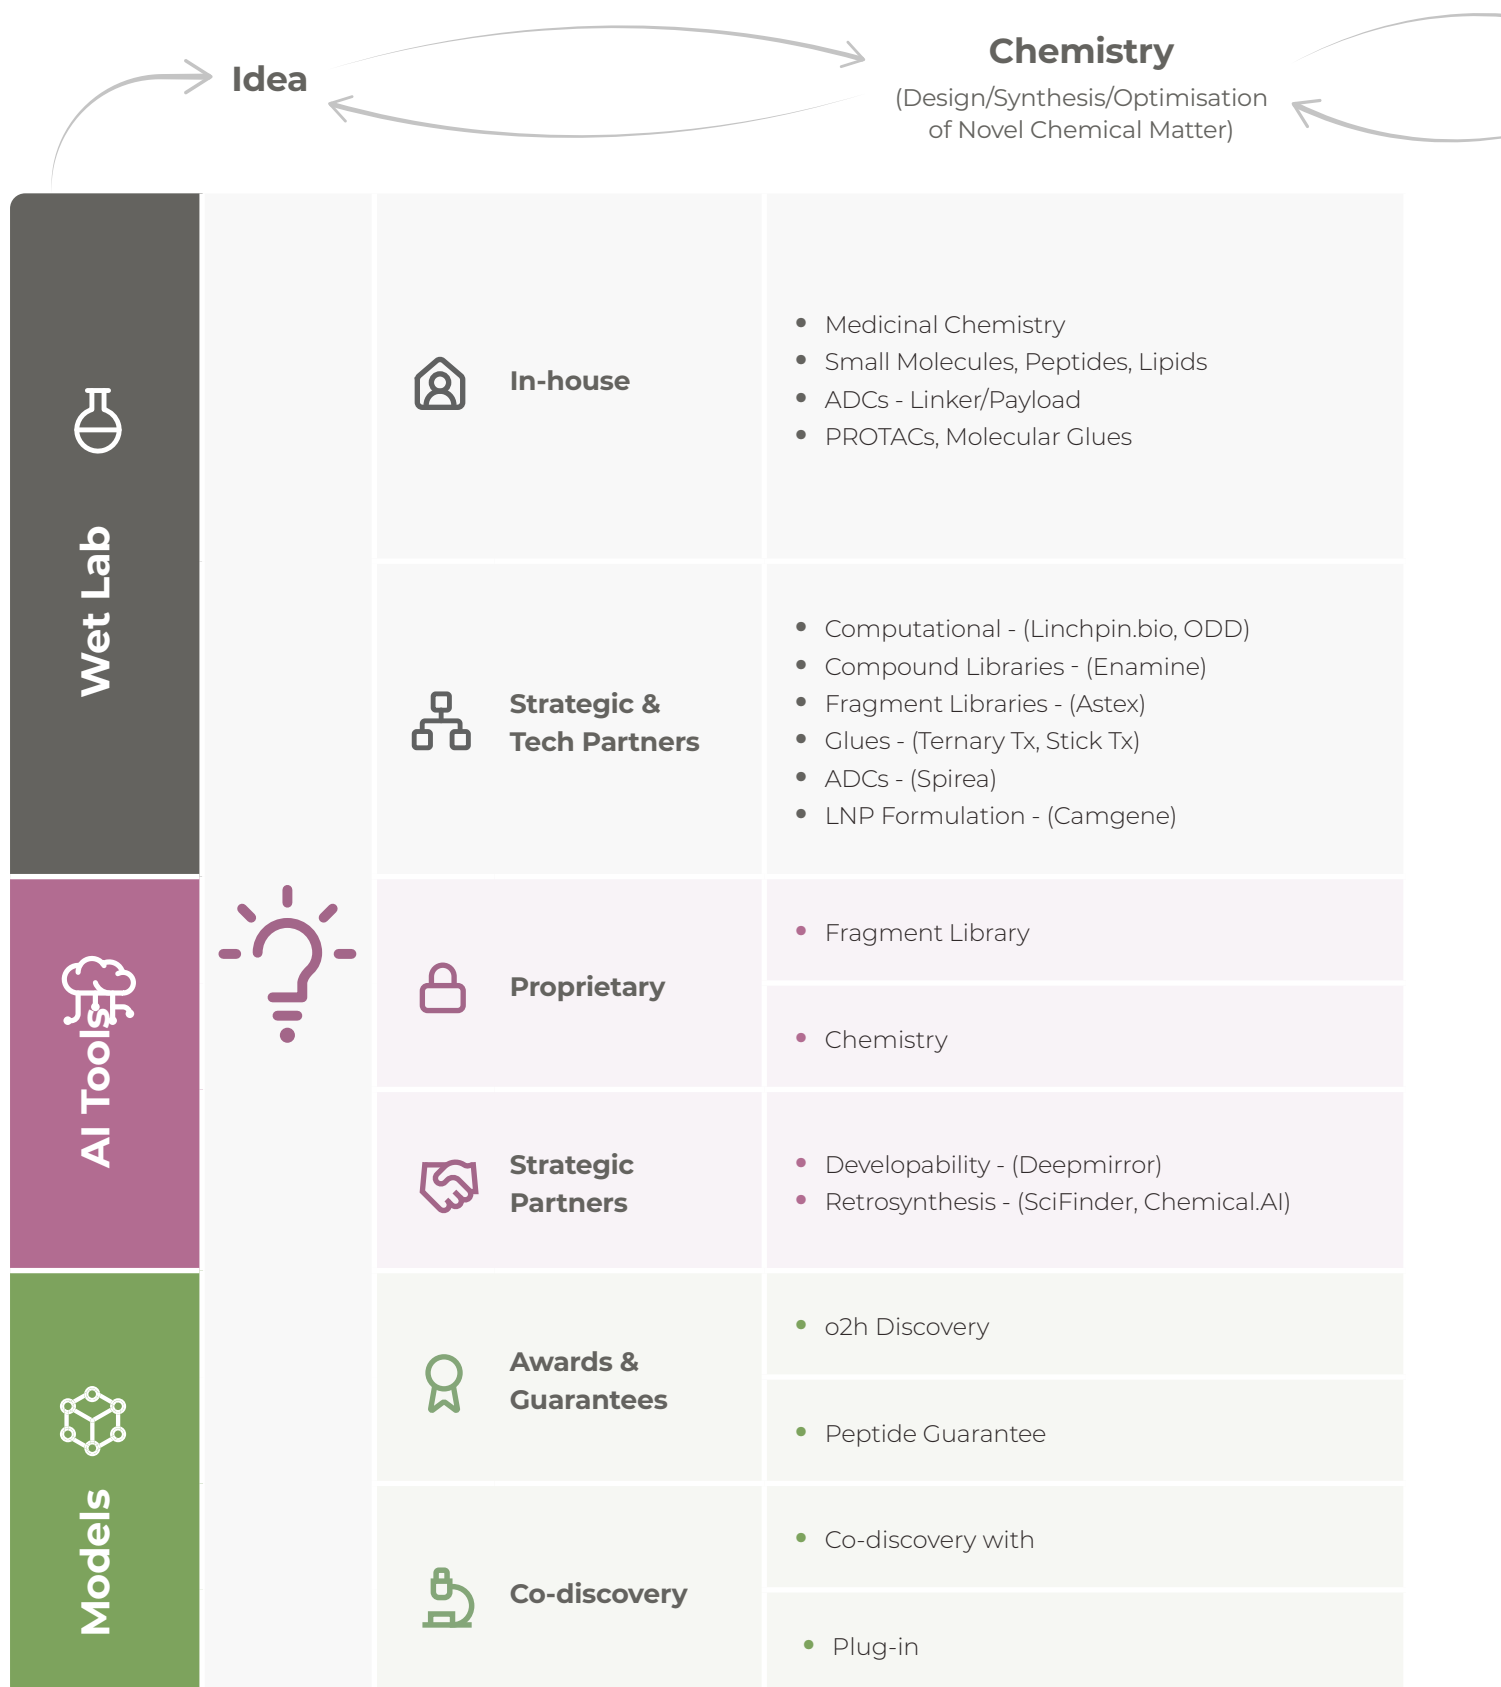 Idea
Chemistry
(Design/Synthesis/Optimisation
of Novel Chemical Matter)
Wet Lab
In-house
• Medicinal Chemistry
• Small Molecules, Peptides, Lipids
• ADCs - Linker/Payload
• PROTACs, Molecular Glues
Strategic &
Tech Partners
• Computational - (Linchpin.bio, ODD)
• Compound Libraries - (Enamine)
• Fragment Libraries - (Astex)
• Glues - (Ternary Tx, Stick Tx)
• ADCs - (Spirea)
• LNP Formulation - (Camgene)
AI Tools
Proprietary
• Fragment Library
• Chemistry
Strategic
Partners
• Developability - (Deepmirror)
• Retrosynthesis - (SciFinder, Chemical.AI)
Models
Awards &
Guarantees
• o2h Discovery
• Peptide Guarantee
Co-discovery
• Co-discovery with
• Plug-in